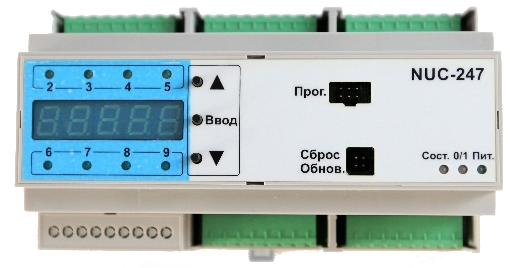 NUC-247
2 3 4 5
▲
Прог.
Ввод
6 7 8 9
▼
Сброс
Обнов.
Сост. 0/1 Пит.